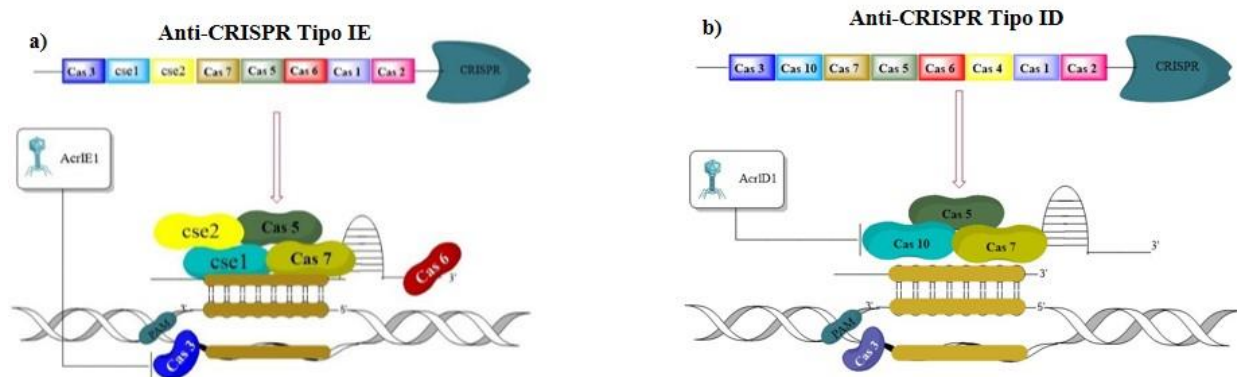 a)
Anti-CRISPR Tipo IE
Cas 3 cse1 cse2 Cas 7 Cas 5 Cas 6 Cas 1 Cas 2 CRISPR
AcrIE1
cse2 Cas 5
cse1 Cas 7
Cas 6
3'
3' 5'
PAM
Cas 3
b)
Anti-CRISPR Tipo ID
Cas 3 Cas 10 Cas 7 Cas 5 Cas 6 Cas 4 Cas 1 Cas 2 CRISPR
AcrID1
Cas 5
Cas 10 Cas 7
3'
3'
3' 5'
PAM
Cas 3